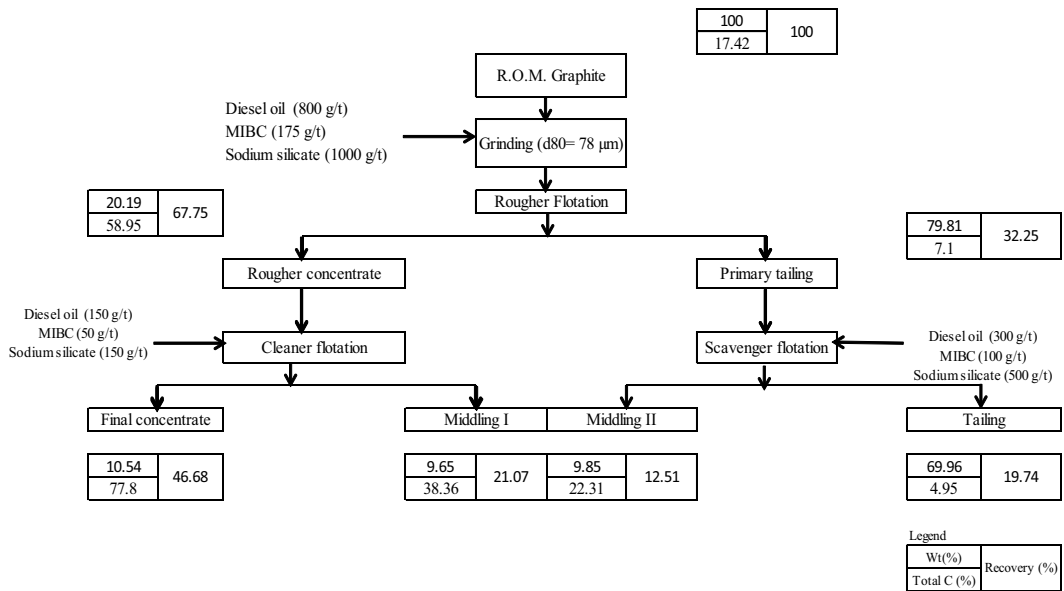 100
17.42
100
R.O.M. Graphite
Diesel oil (800 g/t)
MIBC (175 g/t)
Sodium silicate (1000 g/t)
Grinding (d80= 78 μm)
Rougher Flotation
20.19
58.95
67.75
79.81
7.1
32.25
Rougher concentrate
Primary tailing
Diesel oil (150 g/t)
MIBC (50 g/t)
Sodium silicate (150 g/t)
Cleaner flotation
Scavenger flotation
Diesel oil (300 g/t)
MIBC (100 g/t)
Sodium silicate (500 g/t)
Final concentrate
Middling I
Middling II
Tailing
10.54
77.8
46.68
9.65
38.36
21.07
9.85
22.31
12.51
69.96
4.95
19.74
Legend
Wt(%)
Total C (%)
Recovery (%)